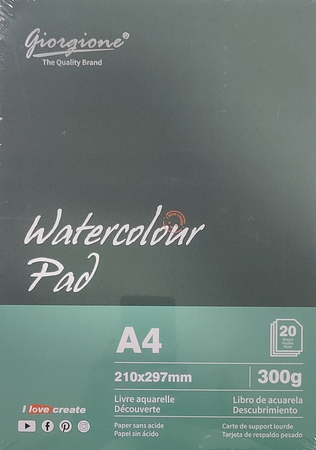 Giorgione®
The Quality Brand
Watercolour
Pad
A4
20
210x297mm
300g
Livre aquarelle
Découverte
Libro de acuarela
Descubrimiento
I love create
Paper sans acide
Papel sin ácido
Carte de support lourde
Tarjeta de respaldo pesado